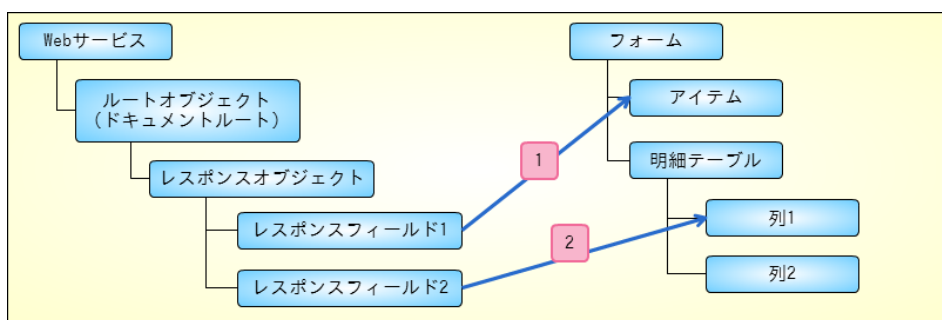 Webサービス
ルートオブジェクト
(ドキュメントルート)
レスポンスオブジェクト
レスポンスフィールド1
レスポンスフィールド2
1
2
フォーム
アイテム
明細テーブル
列1
列2